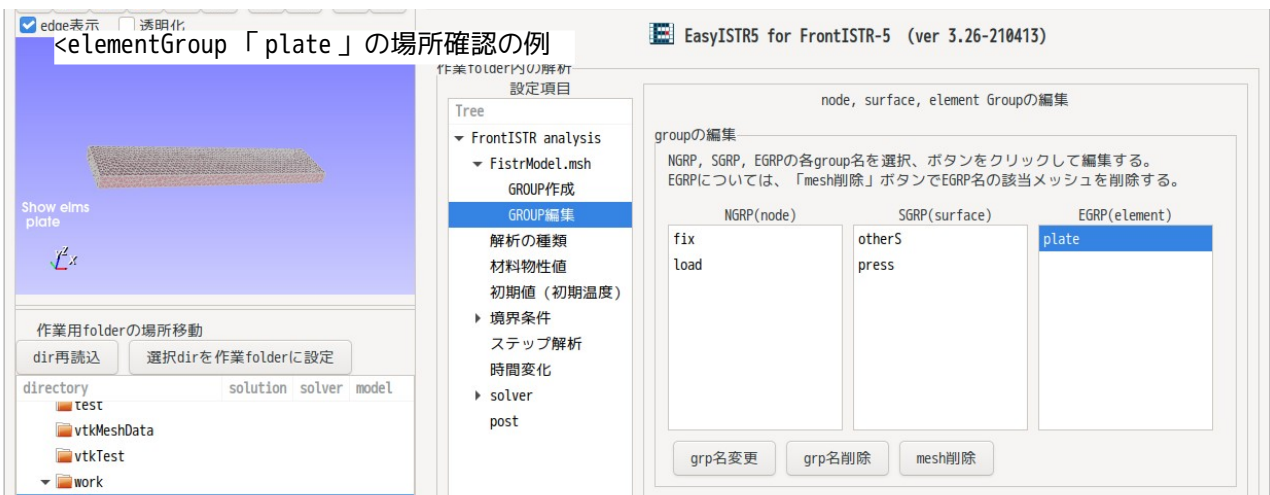 edge表示 透明化
<elementGroup 「plate」の場所確認の例
Show elms
plate
Z
X
作業用folderの場所移動
dir再読込 選択dirを作業folderに設定
directory solution solver model
test
vtkMeshData
vtkTest
work
EasyISTR5 for FrontISTR-5 (ver 3.26-210413)
作業folder内の解析
設定項目
Tree
FrontISTR analysis
FistrModel.msh
GROUP作成
GROUP編集
解析の種類
材料物性値
初期値(初期温度)
境界条件
ステップ解析
時間変化
solver
post
node, surface, element Groupの編集
groupの編集
NGRP, SGRP, EGRPの各group名を選択、ボタンをクリックして編集する。
EGRPについては、「mesh削除」ボタンでEGRP名の該当メッシュを削除する。
NGRP(node) SGRP(surface) EGRP(element)
fix otherS plate
load press
grp名変更 grp名削除 mesh削除